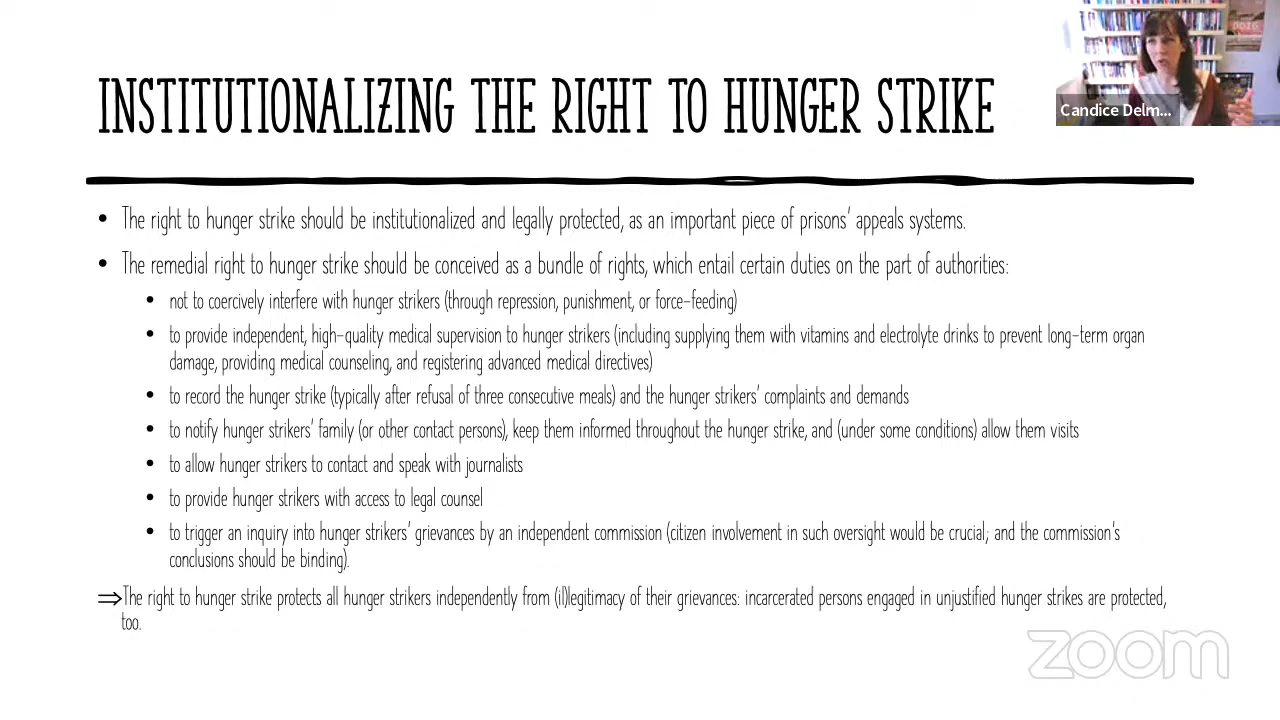 INSTITUTIONALIZING THE RIGHT TO HUNGER STRIKE
Candice Delm...
• The right to hunger strike should be institutionalized and legally protected, as an important piece of prisons' appeals systems.
• The remedial right to hunger strike should be conceived as a bundle of rights, which entail certain duties on the part of authorities:
• not to coercively interfere with hunger strikers (through repression, punishment, or force-feeding)
• to provide independent, high-quality medical supervision to hunger strikers (including supplying them with vitamins and electrolyte drinks to prevent long-term organ
damage, providing medical counseling, and registering advanced medical directives)
• to record the hunger strike (typically after refusal of three consecutive meals) and the hunger strikers' complaints and demands
• to notify hunger strikers' family (or other contact persons), keep them informed throughout the hunger strike, and (under some conditions) allow them visits
• to allow hunger strikers to contact and speak with journalists
• to provide hunger strikers with access to legal counsel
• to trigger an inquiry into hunger strikers' grievances by an independent commission (citizen involvement in such oversight would be crucial; and the commission's
conclusions should be binding).
⇒The right to hunger strike protects all hunger strikers independently from (il)legitimacy of their grievances: incarcerated persons engaged in unjustified hunger strikes are protected,
too.
zoom